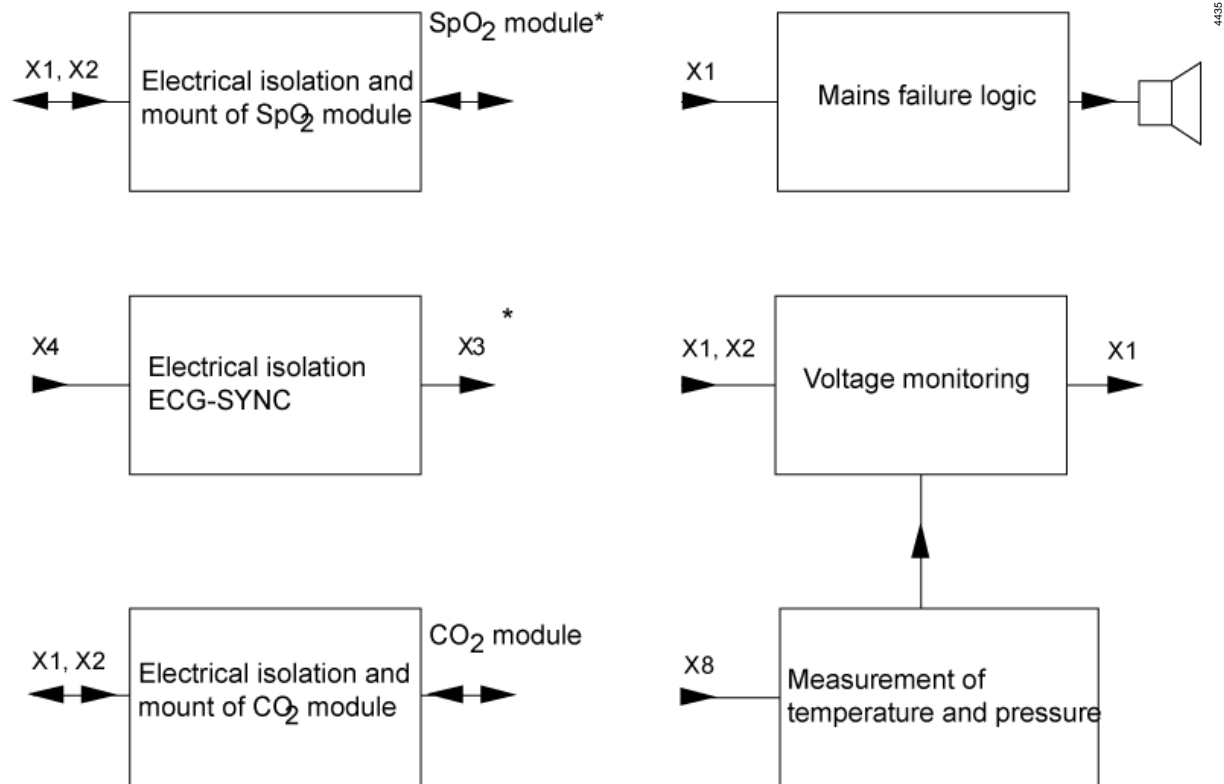 4435
SpO2 module*
X1, X2
Electrical isolation and
mount of SpO2 module
X1
Mains failure logic
X4
Electrical isolation
ECG-SYNC
*
X3
X1, X2
Voltage monitoring
X1
CO2 module
X1, X2
Electrical isolation and
mount of CO2 module
X8
Measurement of
temperature and pressure